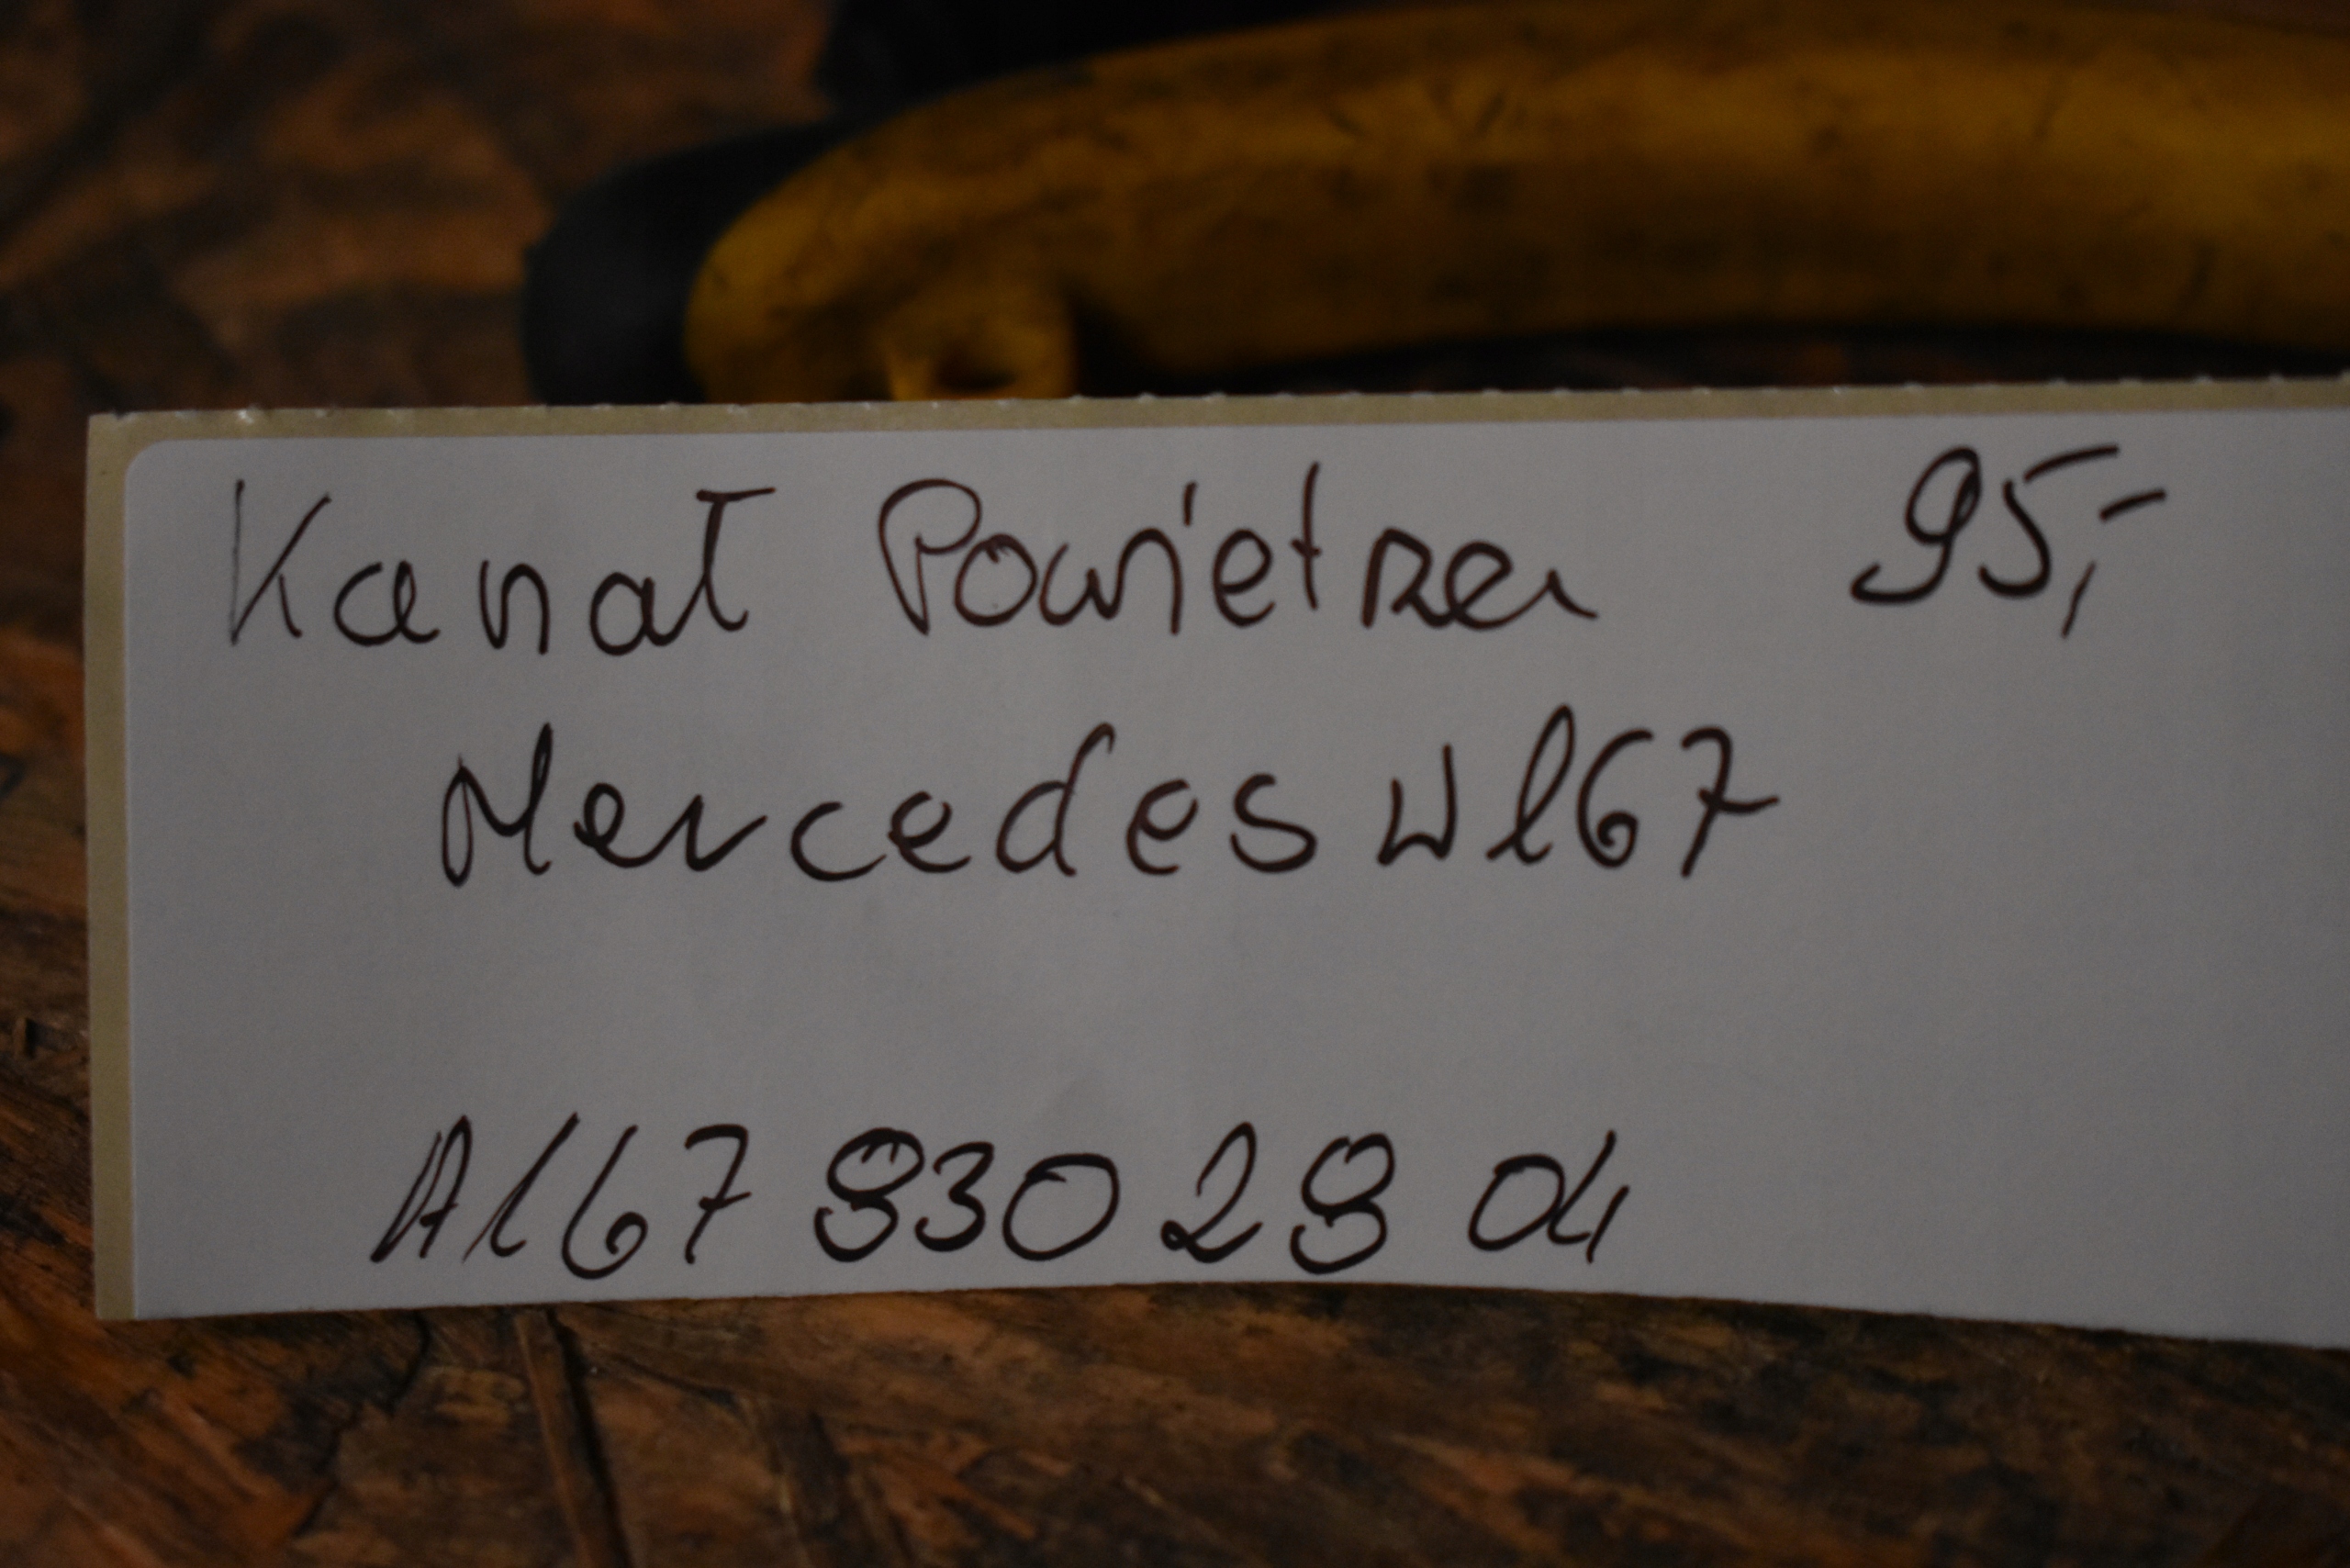 Kanał Powietrza 95,-
Mercedes W167
A167 830 28 04